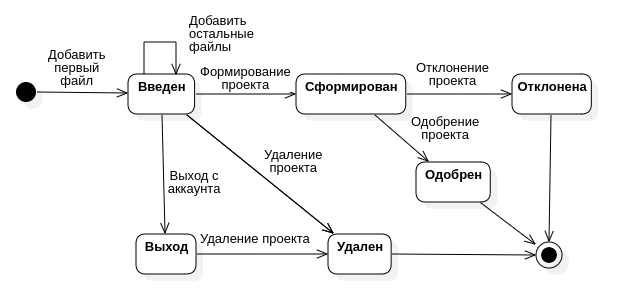 Добавить
остальные
файлы
Добавить
первый
файл
Введен
Формирование
проекта
Сформирован
Отклонение
проекта
Отклонена
Одобрение
проекта
Удаление
проекта
Выход с
аккаунта
Одобрен
Выход
Удаление проекта
Удален